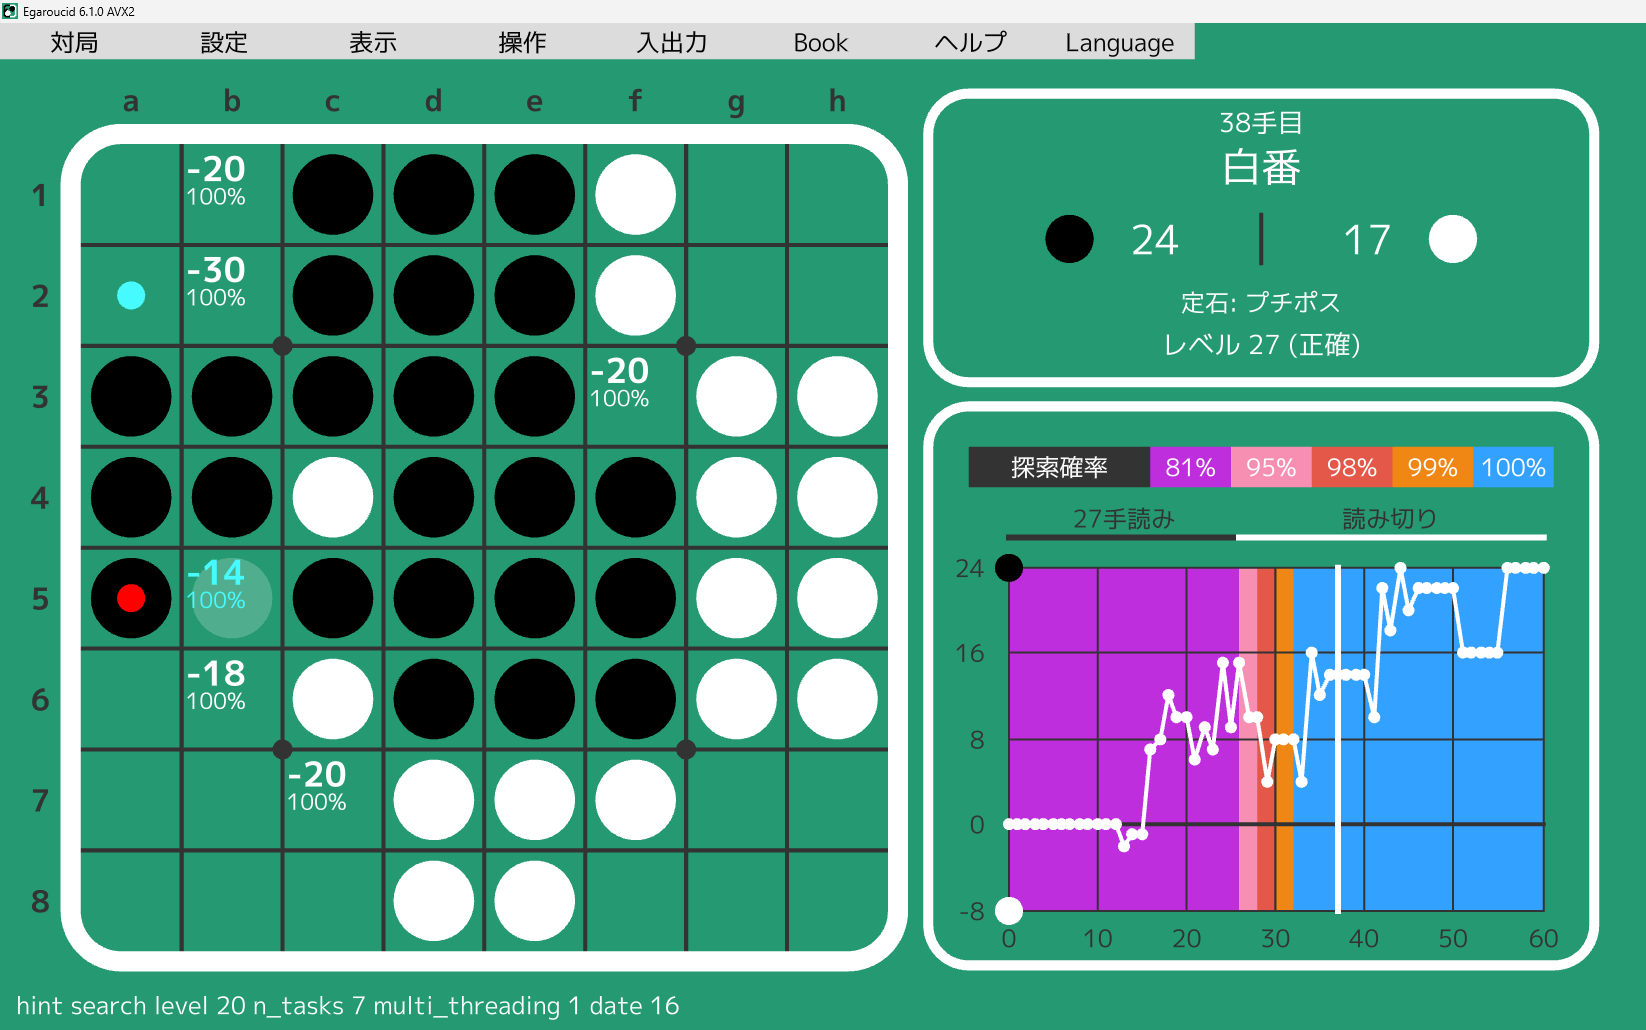 Egaroucid 6.1.0 AVX2
対局 設定 表示 操作 入出力 Book ヘルプ Language
a b c d e f g h
1 -20
100%
2 -30
100%
3 -20
100%
4
5 -14
100%
6 -18
100%
7 -20
100%
8
38手目
白番
24 17
定石: プチポス
レベル 27 (正確)
探索確率 81% 95% 98% 99% 100%
27手読み 読み切り
24
16
8
0
-8
0 10 20 30 40 50 60
hint search level 20 n_tasks 7 multi_threading 1 date 16